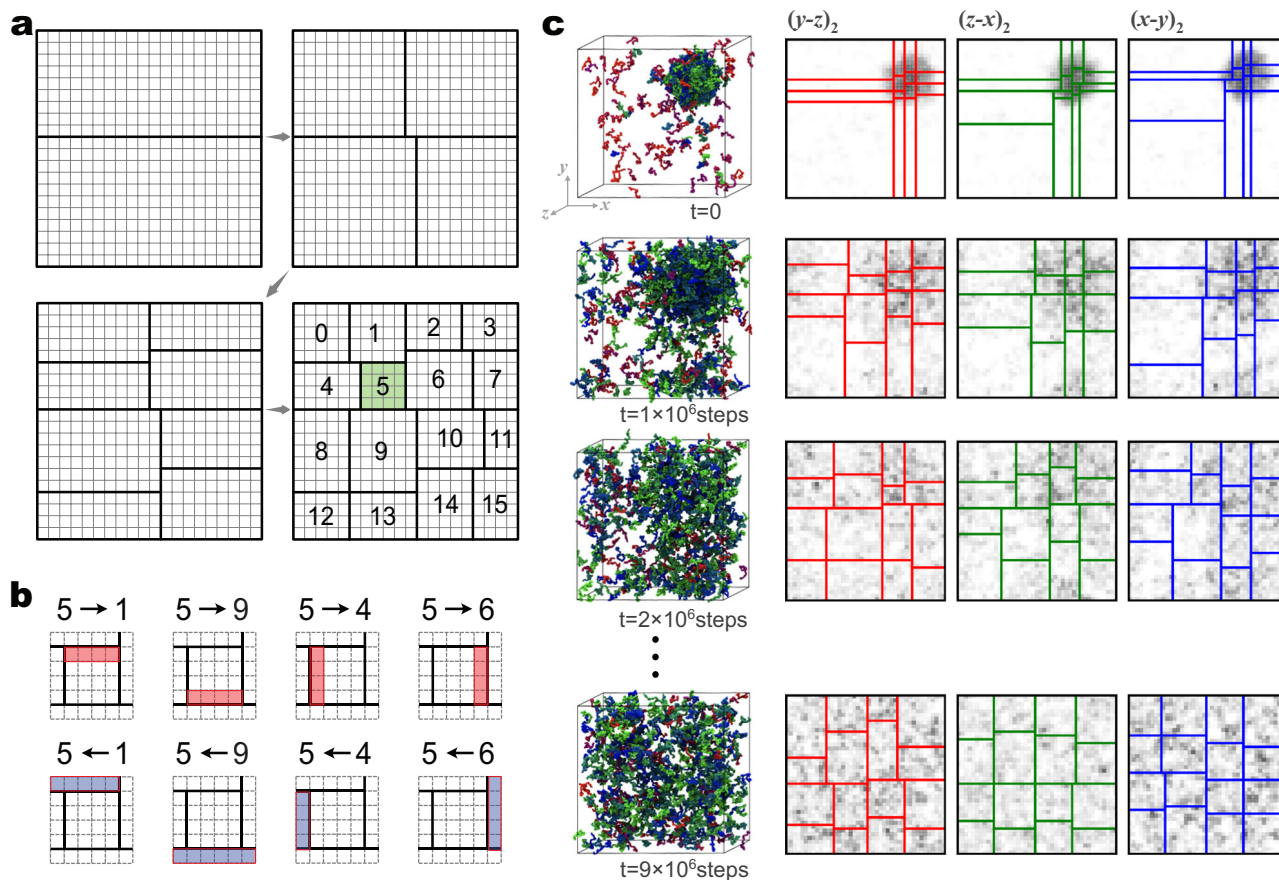 a
0 1 2 3
4 5 6 7
8 9 10 11
12 13 14 15
b
5 → 1 5 → 9 5 → 4 5 → 6
5 ← 1 5 ← 9 5 ← 4 5 ← 6
c
(y-z)₂ (z-x)₂ (x-y)₂
y
z x
t=0
t=1×10⁶steps
t=2×10⁶steps
t=9×10⁶steps